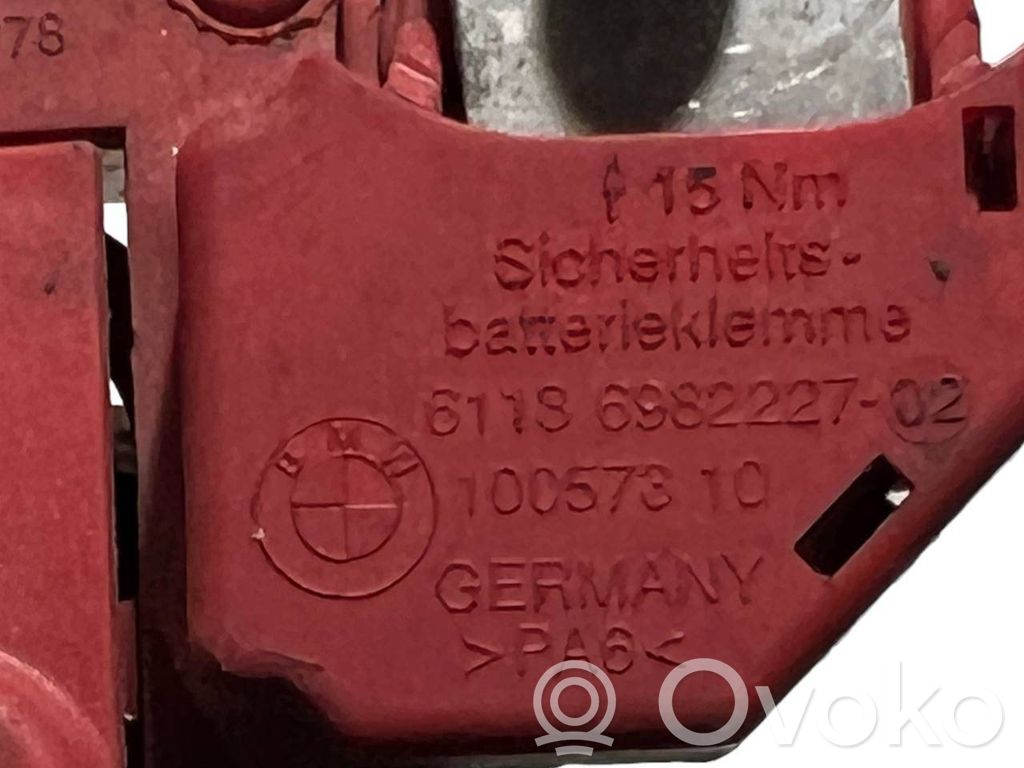 78
15 Nm
Sicherheits-
batterieklemme
6118 6982227-02
BMW
100573 10
GERMANY
>PA6<
Ovoko